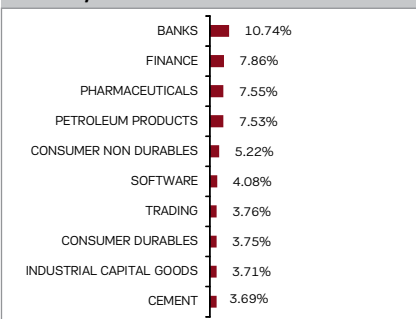 BANKS 10.74%
FINANCE 7.86%
PHARMACEUTICALS 7.55%
PETROLEUM PRODUCTS 7.53%
CONSUMER NON DURABLES 5.22%
SOFTWARE 4.08%
TRADING 3.76%
CONSUMER DURABLES 3.75%
INDUSTRIAL CAPITAL GOODS 3.71%
CEMENT 3.69%